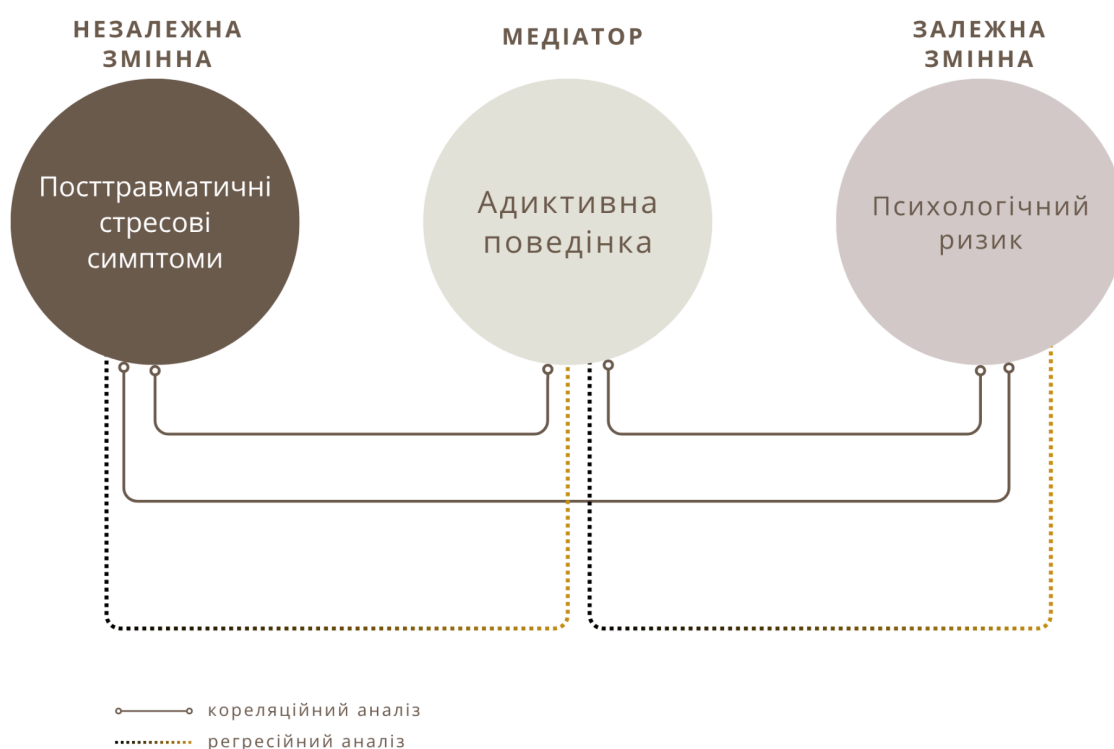 НЕЗАЛЕЖНА
ЗМІННА
МЕДІАТОР
ЗАЛЕЖНА
ЗМІННА
Посттравматичні
стресові
симптоми
Адиктивна
поведінка
Психологічний
ризик
кореляційний аналіз
регресійний аналіз